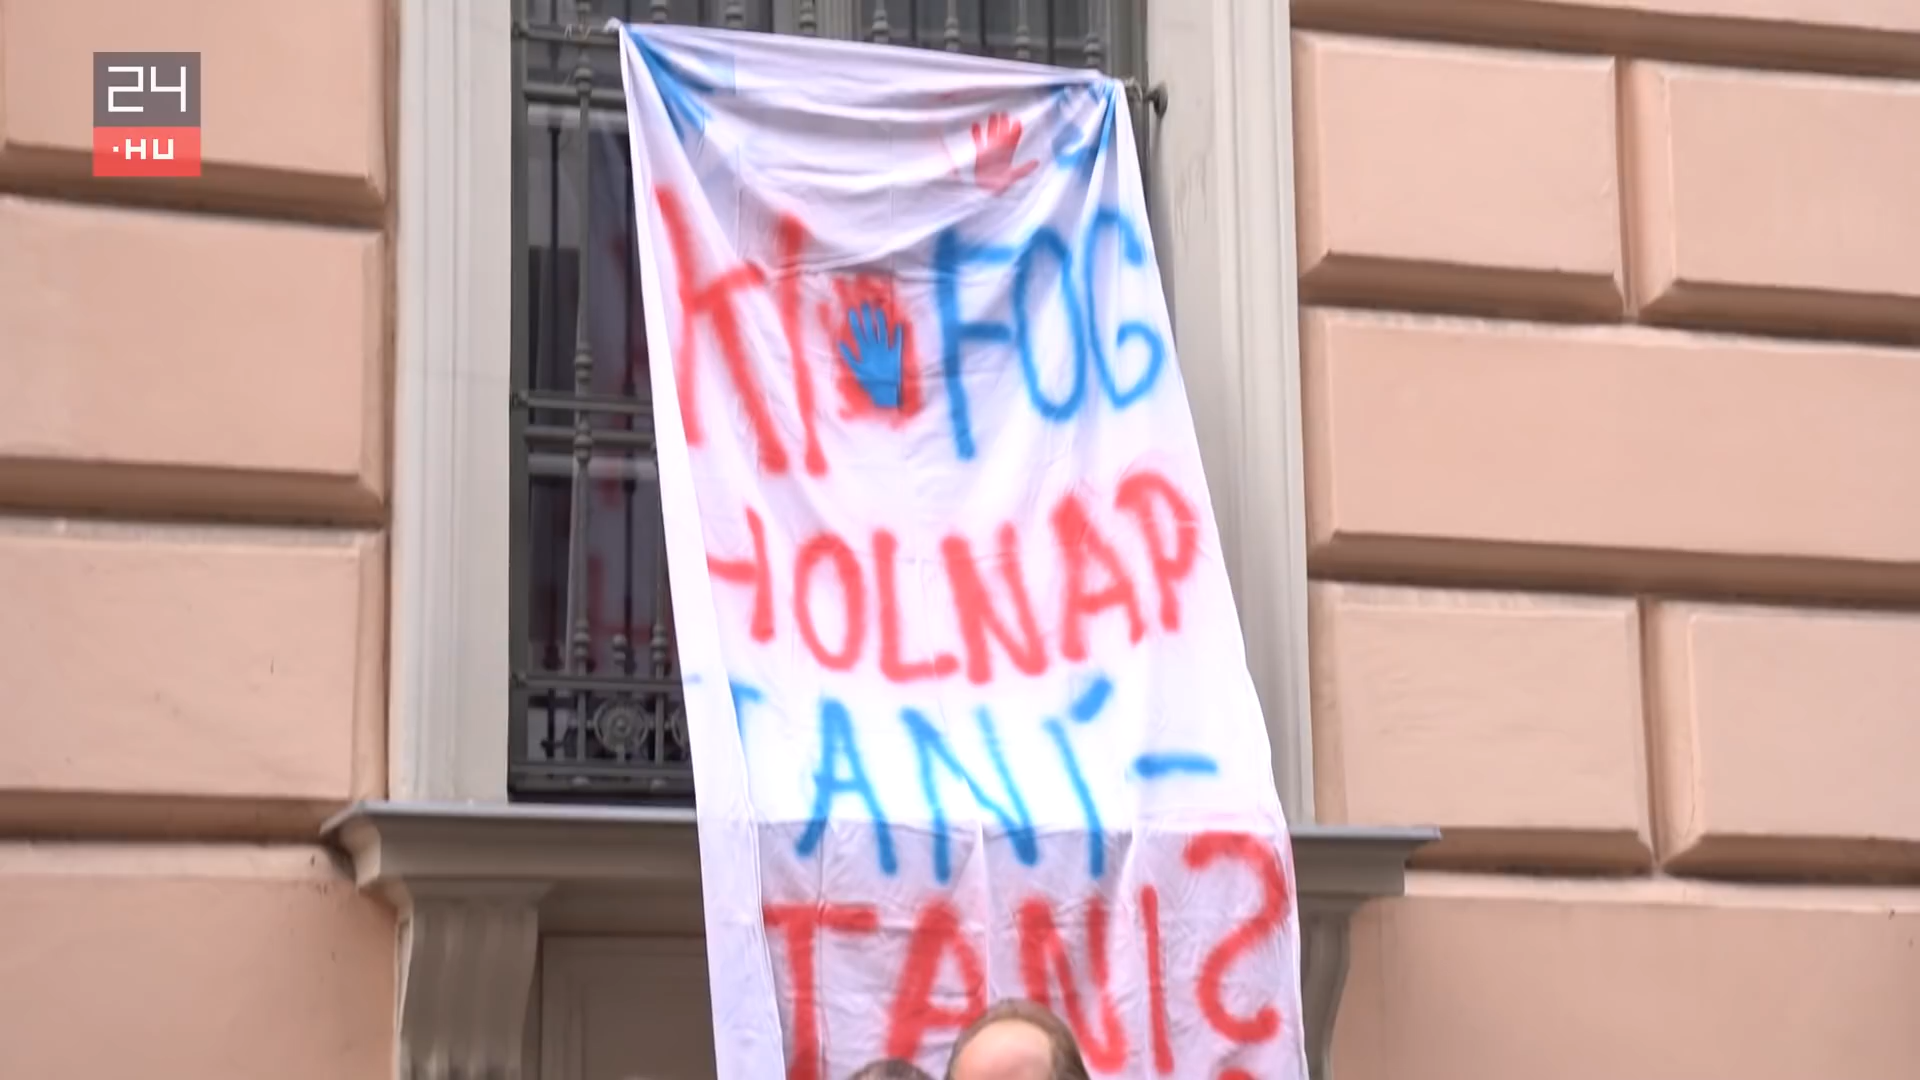 24
.HU
KI FOG
HOLNAP
TANÍ-
TANI?